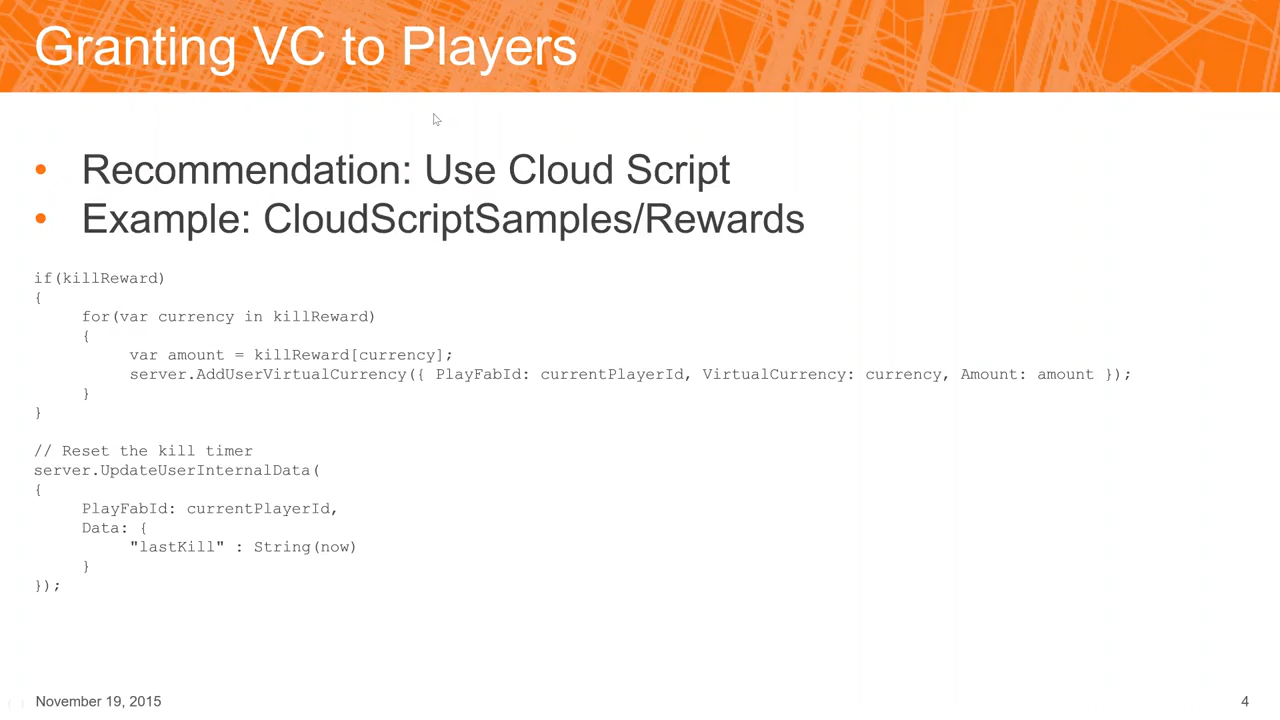 Granting VC to Players
• Recommendation: Use Cloud Script
• Example: CloudScriptSamples/Rewards
if(killReward)
{
for(var currency in killReward)
{
var amount = killReward[currency];
server.AddUserVirtualCurrency({ PlayFabId: currentPlayerId, VirtualCurrency: currency, Amount: amount });
}
}
// Reset the kill timer
server.UpdateUserInternalData(
{
PlayFabId: currentPlayerId,
Data: {
"lastKill" : String(now)
}
});
November 19, 2015
4